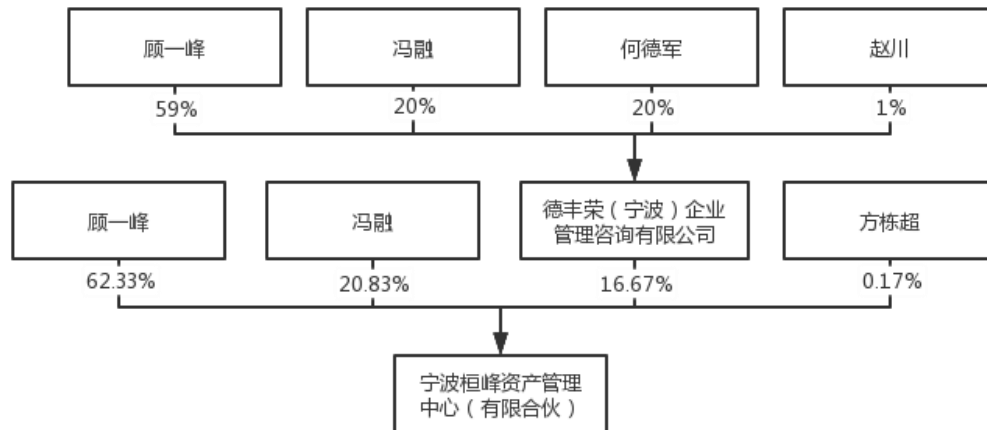 顾一峰
冯融
何德军
赵川
59%
20%
20%
1%
顾一峰
冯融
德丰荣（宁波）企业
管理咨询有限公司
方栋超
62.33%
20.83%
16.67%
0.17%
宁波桓峰资产管理
中心（有限合伙）